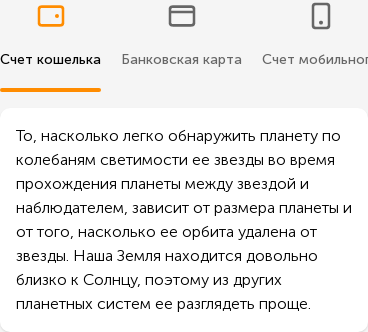 Счет кошелька Банковская карта Счет мобильног
То, насколько легко обнаружить планету по
колебаням светимости ее звезды во время
прохождения планеты между звездой и
наблюдателем, зависит от размера планеты и
от того, насколько ее орбита удалена от
звезды. Наша Земля находится довольно
близко к Солнцу, поэтому из других
планетных систем ее разглядеть проще.